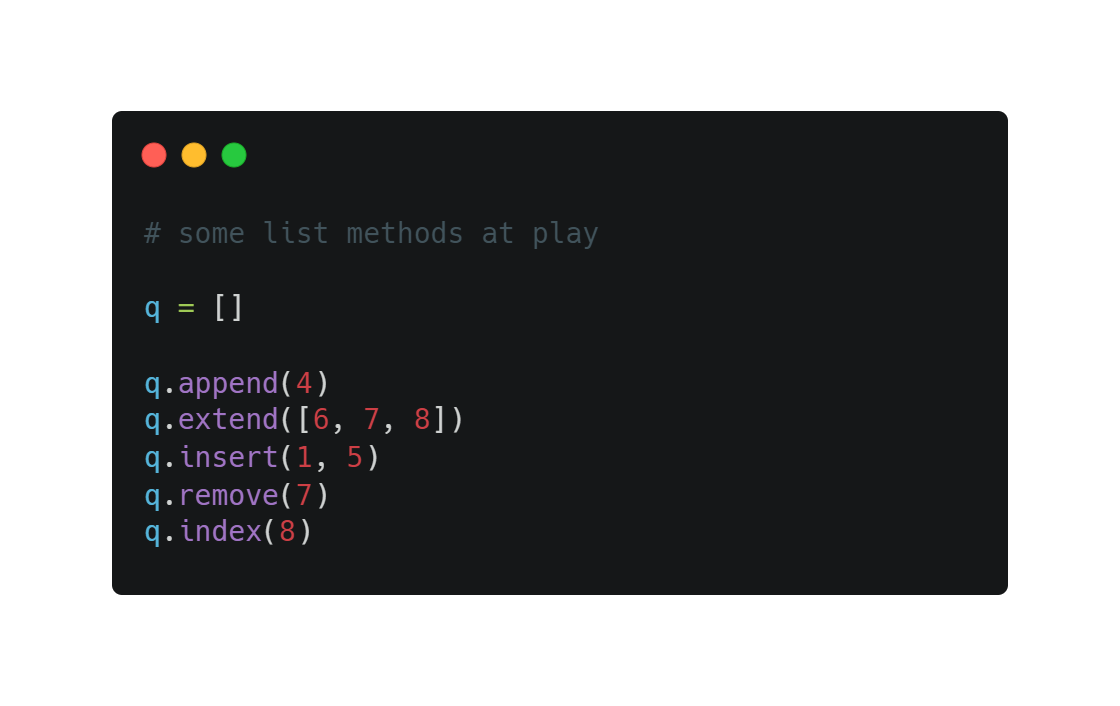 # some list methods at play
q = []
q.append(4)
q.extend([6, 7, 8])
q.insert(1, 5)
q.remove(7)
q.index(8)